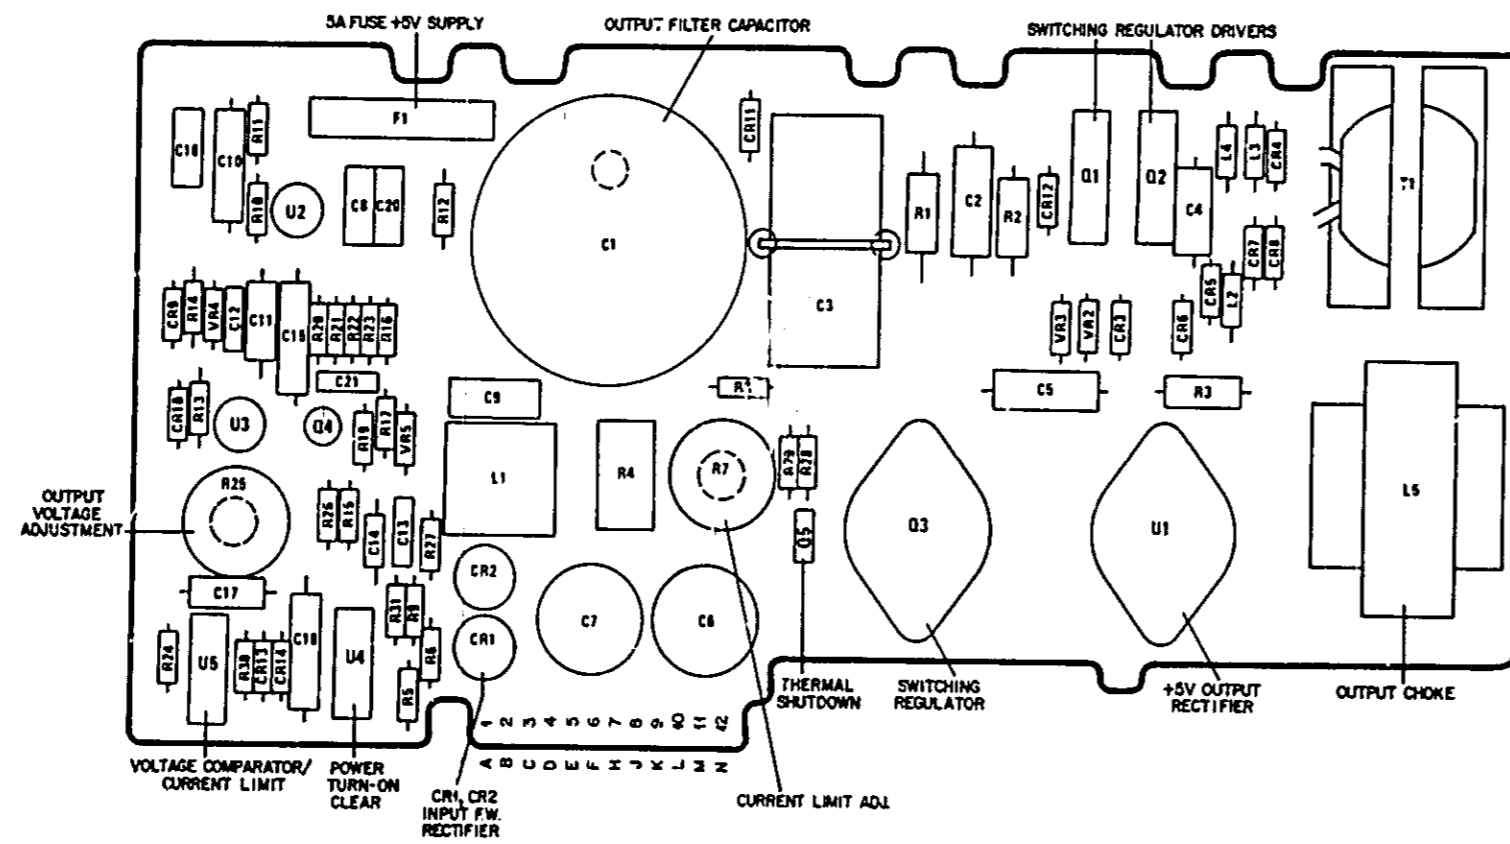 5A FUSE +5V SUPPLY
OUTPUT FILTER CAPACITOR
SWITCHING REGULATOR DRIVERS
F1
C1
CR11
C3
R1
C2
R2
CR12
Q1
Q2
C4
L4
L3
CR4
T1
CR7
CR8
CR5
L2
C10
R11
R10
U2
C20
R12
CR9
R14
VR4
C12
C11
C15
R20
R21
R22
R23
R16
C21
CR10
R13
U3
Q4
R19
R17
VR5
C9
L1
R4
R7
R29
R28
Q5
VR3
VR2
CR3
CR6
C5
R3
Q3
U1
L5
OUTPUT
VOLTAGE
ADJUSTMENT
R25
R26
R15
C14
C13
R27
CR2
CR1
C7
C6
C17
R24
U5
R30
CR13
CR14
U4
R31
R9
R6
R5
1 2 3 4 5 6 7 8 9 10 11 12
A B C D E F H J K L M N
THERMAL
SHUTDOWN
SWITCHING
REGULATOR
+5V OUTPUT
RECTIFIER
OUTPUT CHOKE
VOLTAGE COMPARATOR/
CURRENT LIMIT
POWER
TURN-ON
CLEAR
CR1, CR2
INPUT F.W.
RECTIFIER
CURRENT LIMIT ADJ.